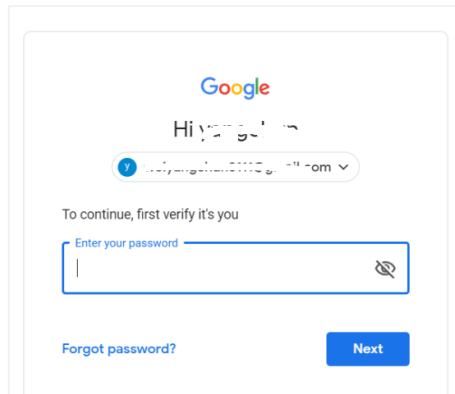 Google
Hi
y
To continue, first verify it's you
Enter your password
Forgot password?
Next